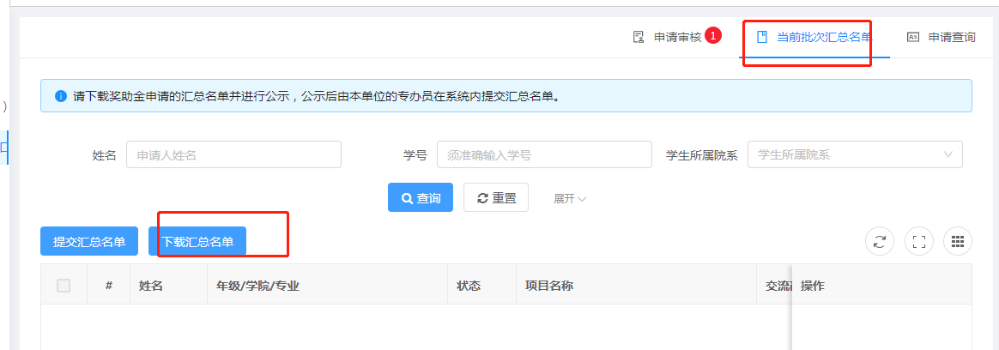 申请审核 1 当前批次汇总名单 申请查询
)
请下载奖助金申请的汇总名单并进行公示，公示后由本单位的专办员在系统内提交汇总名单。
姓名 申请人姓名 学号 须准确输入学号 学生所属院系 学生所属院系
查询 重置 展开
提交汇总名单 下载汇总名单
# 姓名 年级/学院/专业 状态 项目名称 交流 操作